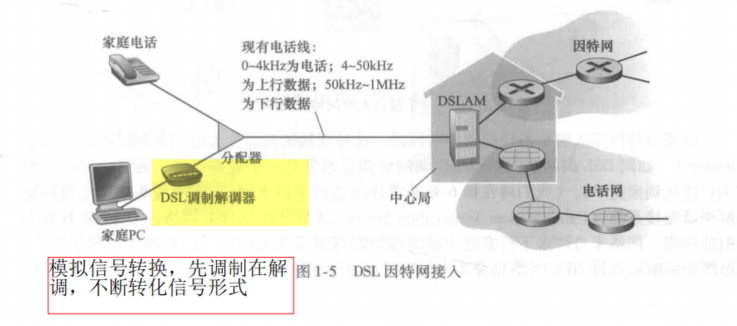 家庭电话
现有电话线:
0~4kHz为电话;4~50kHz
为上行数据;50kHz~1MHz
为下行数据
因特网
DSLAM
分配器
DSL调制解调器
家庭PC
中心局
电话网
模拟信号转换,先调制在解
调,不断转化信号形式
图 1-5 DSL 因特网接入